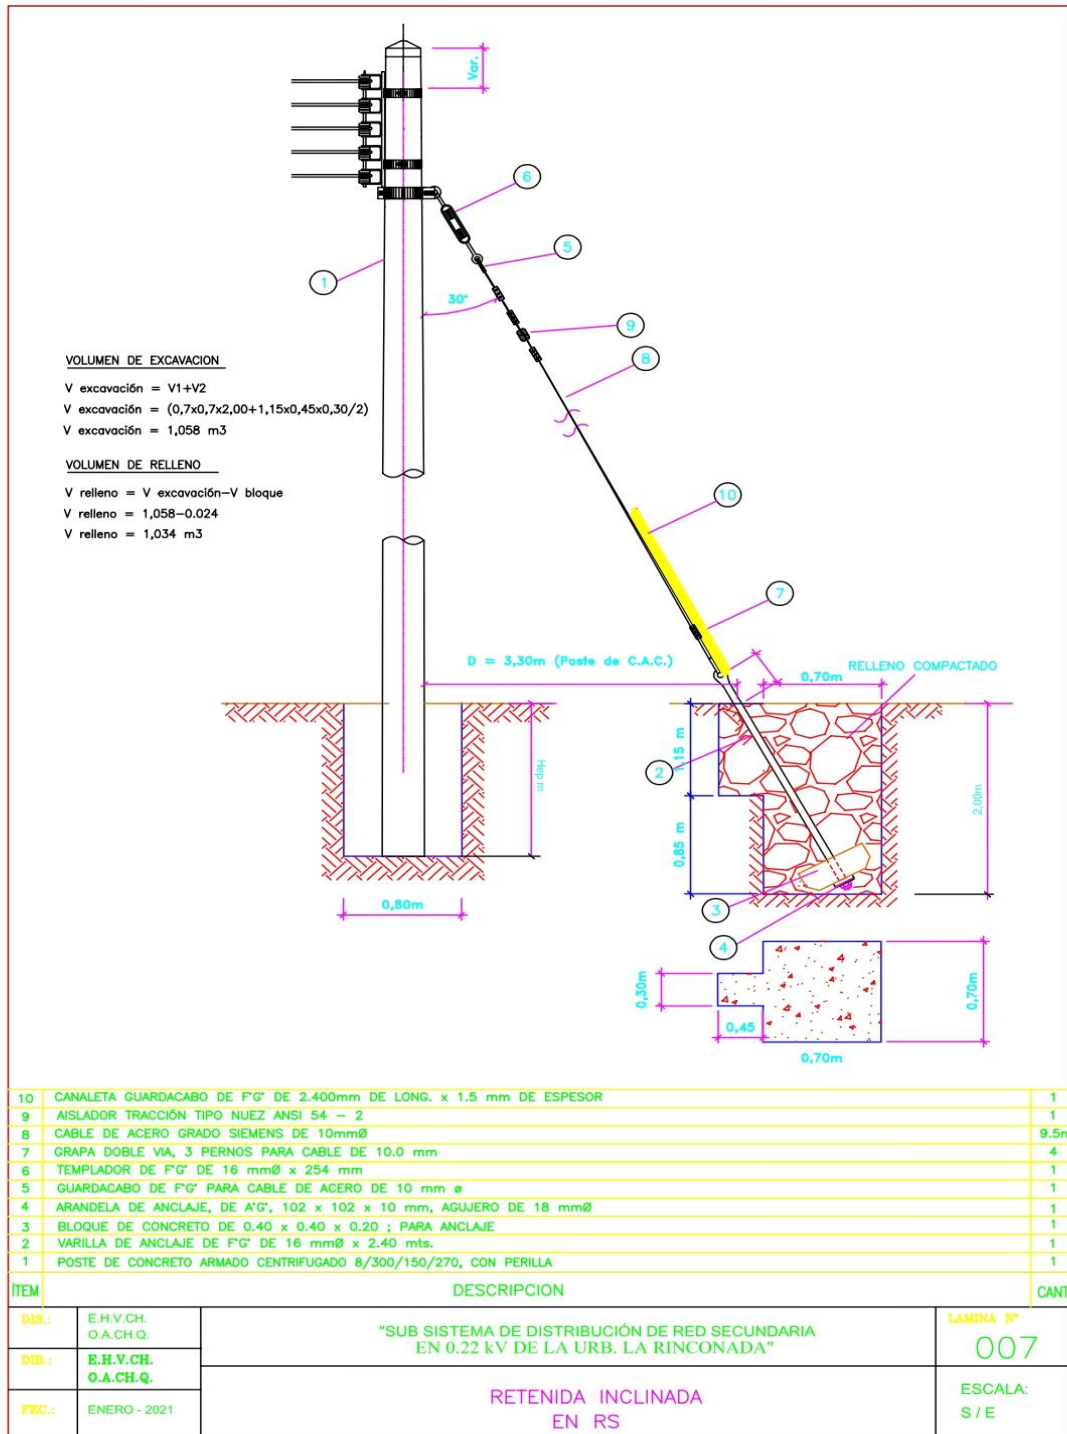 Var.
6
5
1
30°
9
8
VOLUMEN DE EXCAVACION
V excavación = V1+V2
V excavación = (0,7x0,7x2,00+1,15x0,45x0,30/2)
V excavación = 1,058 m3
VOLUMEN DE RELLENO
V relleno = V excavación-V bloque
V relleno = 1,058-0.024
V relleno = 1,034 m3
10
7
D = 3,30m (Poste de C.A.C.)
RELLENO COMPACTADO
0,70m
2
1,15 m
Hep m
2,00m
0,85 m
0,80m
3
4
0,30m
0,45
0,70m
0,70m
10 CANALETA GUARDACABO DE F°G° DE 2.400mm DE LONG. x 1.5 mm DE ESPESOR 1
9 AISLADOR TRACCIÓN TIPO NUEZ ANSI 54 - 2 1
8 CABLE DE ACERO GRADO SIEMENS DE 10mmØ 9.5m
7 GRAPA DOBLE VIA, 3 PERNOS PARA CABLE DE 10.0 mm 4
6 TEMPLADOR DE F°G° DE 16 mmØ x 254 mm 1
5 GUARDACABO DE F°G° PARA CABLE DE ACERO DE 10 mm ø 1
4 ARANDELA DE ANCLAJE, DE A°G°, 102 x 102 x 10 mm, AGUJERO DE 18 mmØ 1
3 BLOQUE DE CONCRETO DE 0.40 x 0.40 x 0.20 ; PARA ANCLAJE 1
2 VARILLA DE ANCLAJE DE F°G° DE 16 mmØ x 2.40 mts. 1
1 POSTE DE CONCRETO ARMADO CENTRIFUGADO 8/300/150/270, CON PERILLA 1
ÍTEM DESCRIPCION CANT
DIS.: E.H.V.CH.
O.A.CH.Q.
DIB.: E.H.V.CH.
O.A.CH.Q.
FEC.: ENERO - 2021
"SUB SISTEMA DE DISTRIBUCIÓN DE RED SECUNDARIA
EN 0.22 kV DE LA URB. LA RINCONADA"
RETENIDA INCLINADA
EN RS
LAMINA N°
007
ESCALA:
S / E